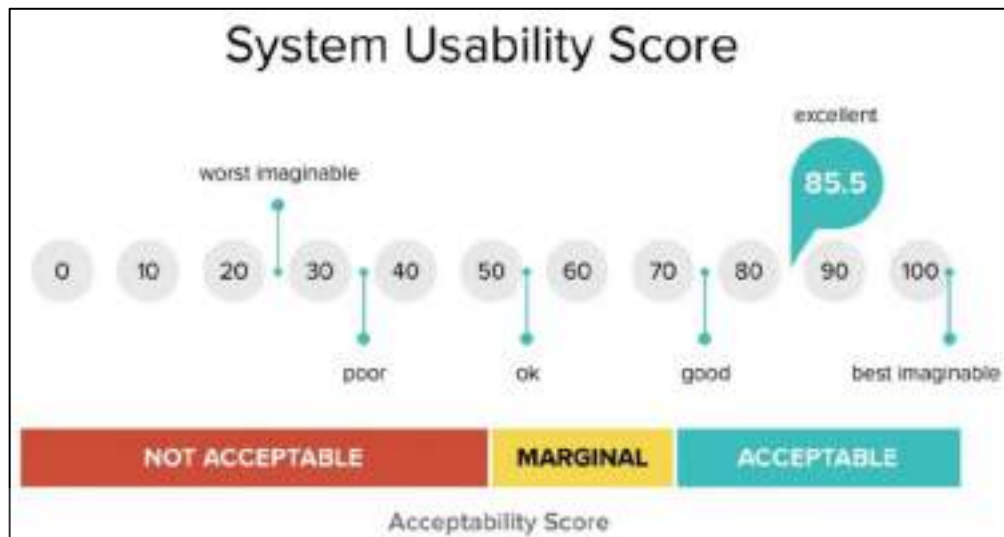 System Usability Score
excellent
85.5
worst imaginable
0 10 20 30 40 50 60 70 80 90 100
poor ok good best imaginable
NOT ACCEPTABLE MARGINAL ACCEPTABLE
Acceptability Score